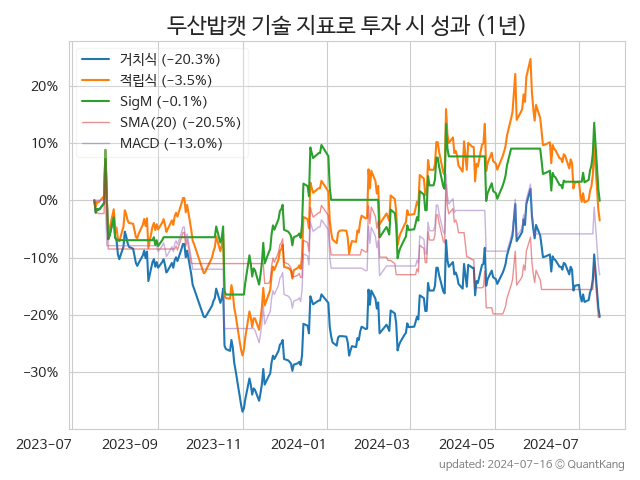 두산밥캣 기술 지표로 투자 시 성과 (1년)
거치식 (−20.3%)
적립식 (−3.5%)
SigM (−0.1%)
SMA(20) (−20.5%)
MACD (−13.0%)
20%
10%
0%
−10%
−20%
−30%
2023-07 2023-09 2023-11 2024-01 2024-03 2024-05 2024-07
updated: 2024-07-16 © QuantKang